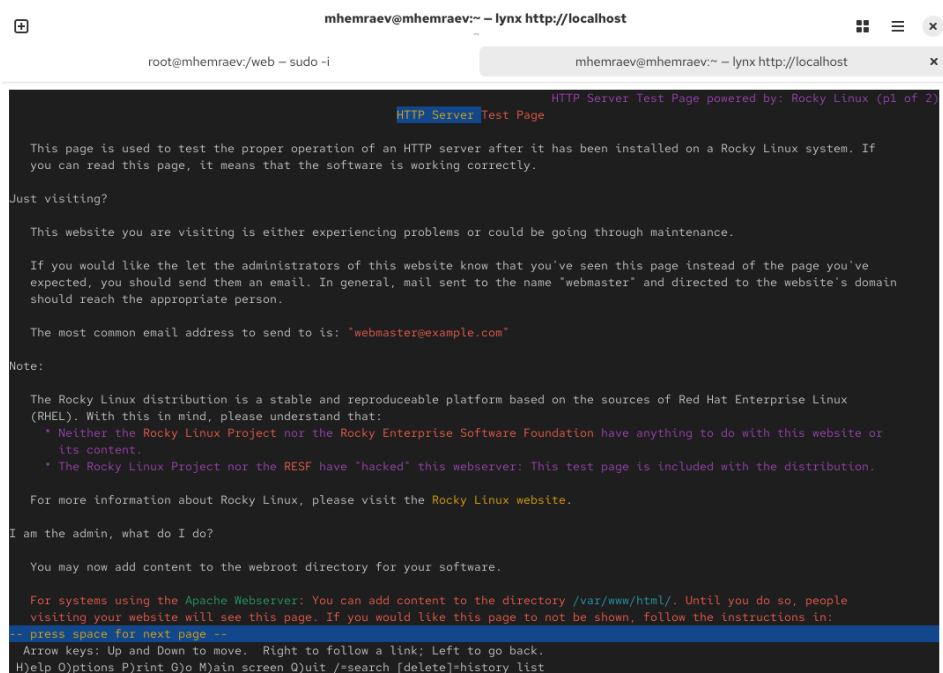 mhemraev@mhemraev:~ — lynx http://localhost
~
root@mhemraev:/web — sudo -i
mhemraev@mhemraev:~ — lynx http://localhost
HTTP Server Test Page powered by: Rocky Linux (p1 of 2)
HTTP Server Test Page
This page is used to test the proper operation of an HTTP server after it has been installed on a Rocky Linux system. If
you can read this page, it means that the software is working correctly.
Just visiting?
This website you are visiting is either experiencing problems or could be going through maintenance.
If you would like the let the administrators of this website know that you've seen this page instead of the page you've
expected, you should send them an email. In general, mail sent to the name "webmaster" and directed to the website's domain
should reach the appropriate person.
The most common email address to send to is: "webmaster@example.com"
Note:
The Rocky Linux distribution is a stable and reproduceable platform based on the sources of Red Hat Enterprise Linux
(RHEL). With this in mind, please understand that:
* Neither the Rocky Linux Project nor the Rocky Enterprise Software Foundation have anything to do with this website or
its content.
* The Rocky Linux Project nor the RESF have "hacked" this webserver: This test page is included with the distribution.
For more information about Rocky Linux, please visit the Rocky Linux website.
I am the admin, what do I do?
You may now add content to the webroot directory for your software.
For systems using the Apache Webserver: You can add content to the directory /var/www/html/. Until you do so, people
visiting your website will see this page. If you would like this page to not be shown, follow the instructions in:
-- press space for next page --
Arrow keys: Up and Down to move.  Right to follow a link; Left to go back.
H)elp O)ptions P)rint G)o M)ain screen Q)uit /=search [delete]=history list